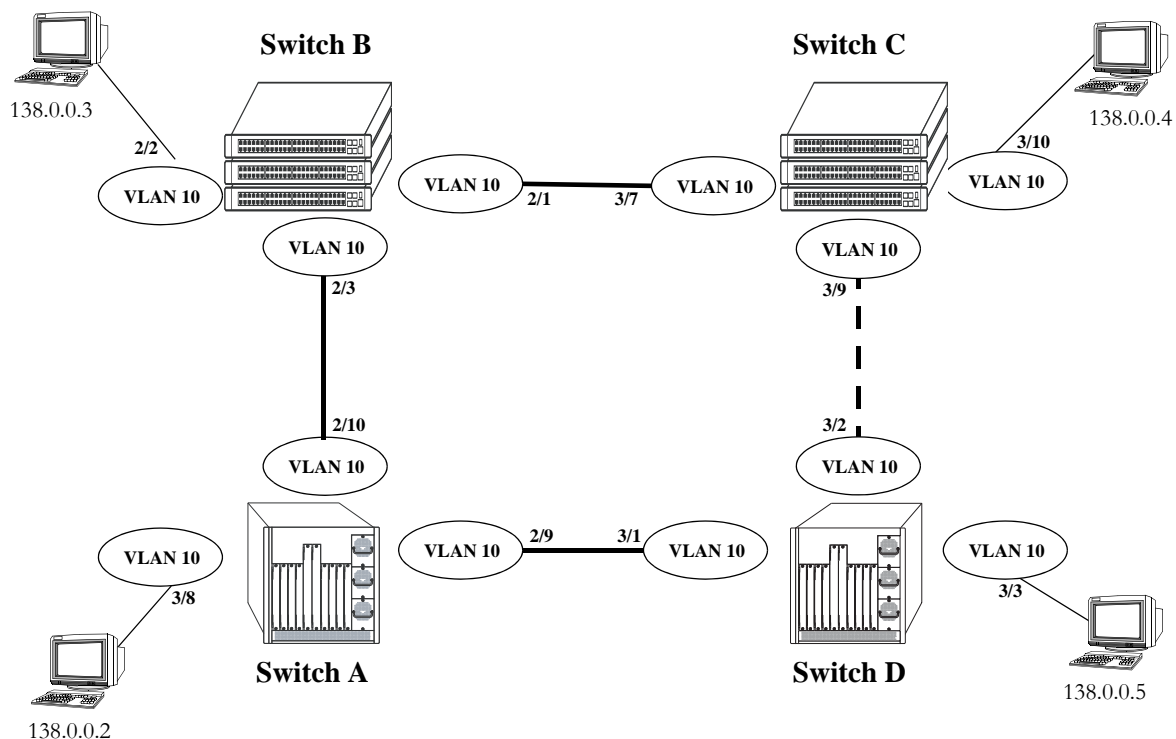 Switch B
Switch C
138.0.0.3
138.0.0.4
2/2
3/10
VLAN 10
VLAN 10
2/1
3/7
VLAN 10
VLAN 10
VLAN 10
2/3
VLAN 10
3/9
2/10
VLAN 10
3/2
VLAN 10
VLAN 10
3/8
VLAN 10
2/9
3/1
VLAN 10
VLAN 10
3/3
Switch A
Switch D
138.0.0.2
138.0.0.5